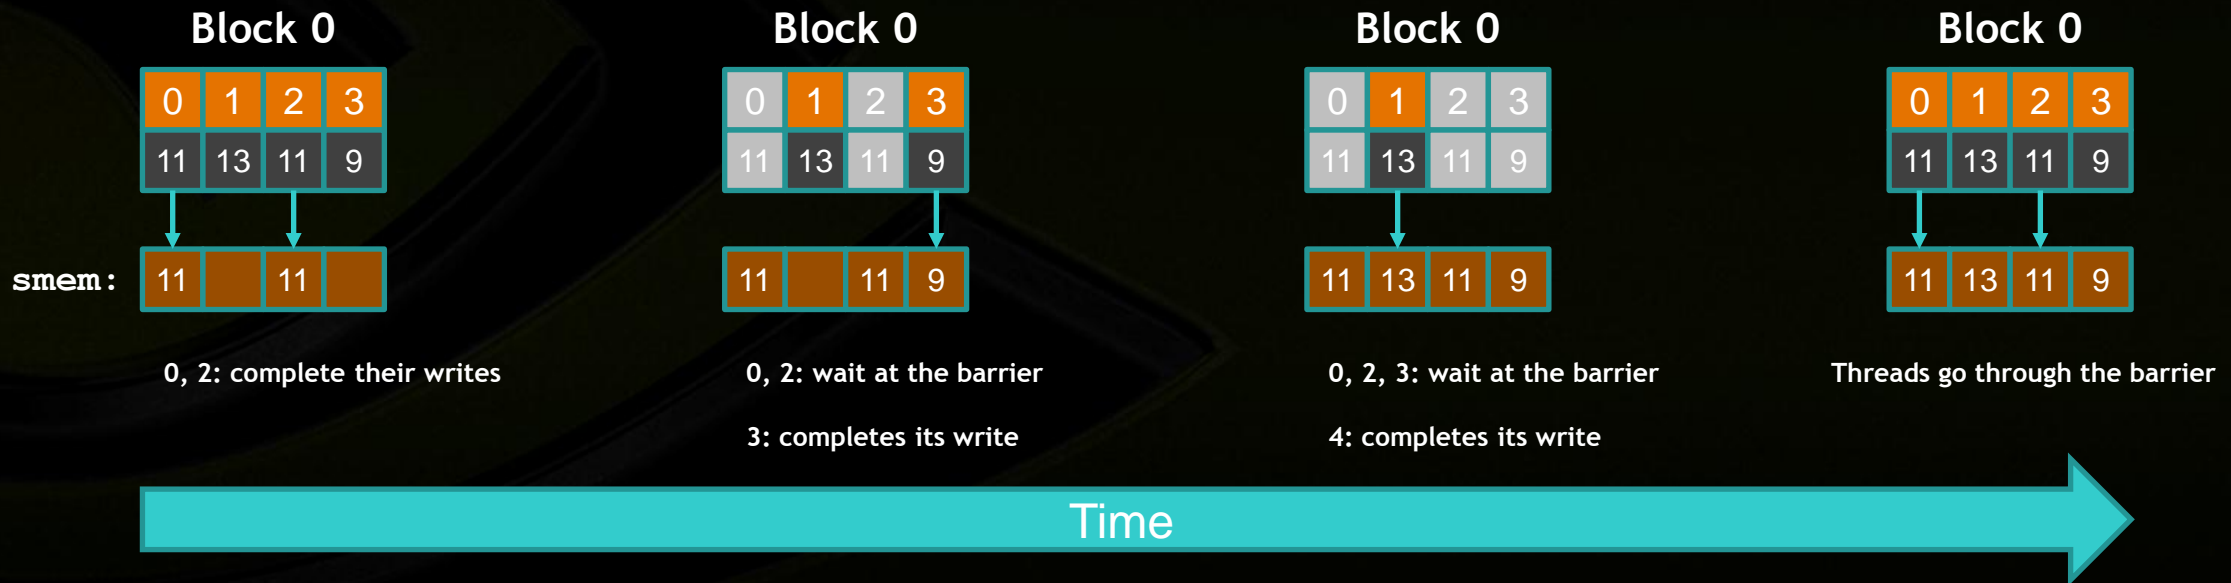 Block 0 Block 0 Block 0 Block 0
0 1 2 3 0 1 2 3 0 1 2 3 0 1 2 3
11 13 11 9 11 13 11 9 11 13 11 9 11 13 11 9
smem: 11 11 11 11 9 11 13 11 9 11 13 11 9
0, 2: complete their writes 0, 2: wait at the barrier 0, 2, 3: wait at the barrier Threads go through the barrier
3: completes its write 4: completes its write
Time